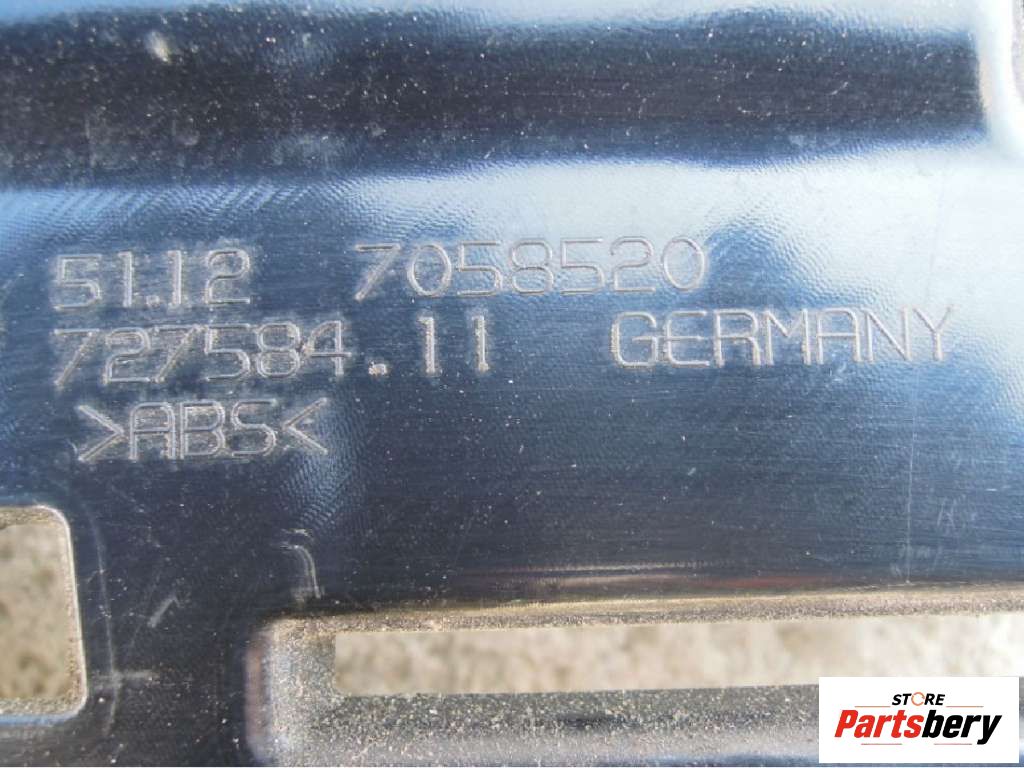 51.12 7058520
727584.11 GERMANY
>ABS<
STORE
Partsbery